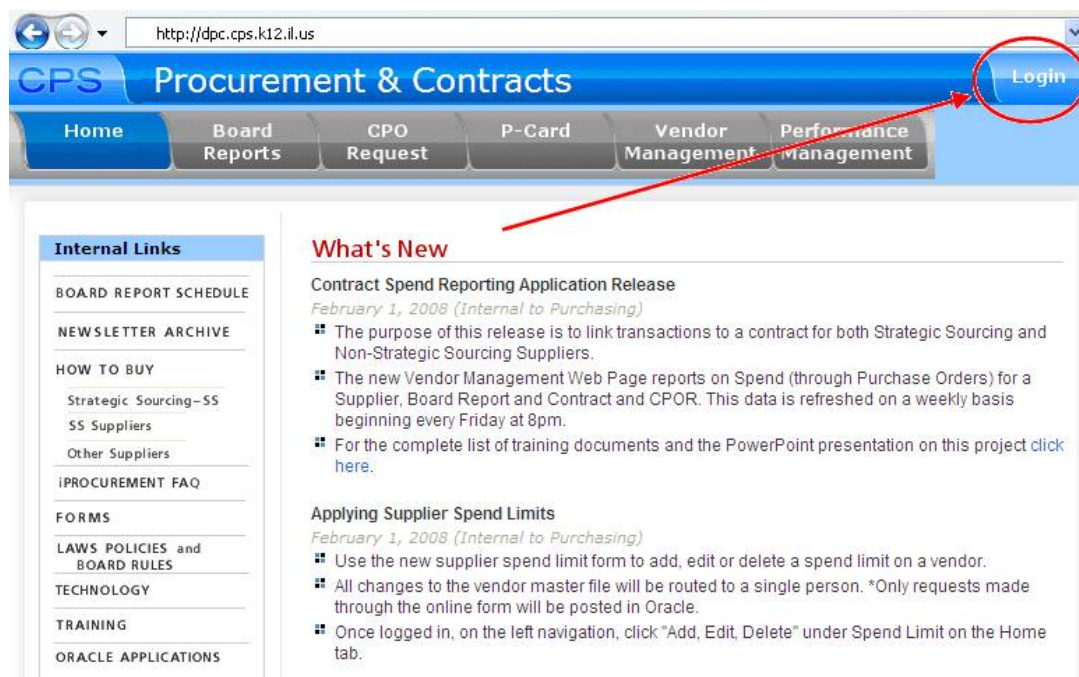 http://dpc.cps.k12.il.us
CPS Procurement & Contracts Login
Home Board Reports CPO Request P-Card Vendor Management Performance Management
Internal Links
BOARD REPORT SCHEDULE
NEWSLETTER ARCHIVE
HOW TO BUY
Strategic Sourcing-SS
SS Suppliers
Other Suppliers
iPROCUREMENT FAQ
FORMS
LAWS POLICIES and
BOARD RULES
TECHNOLOGY
TRAINING
ORACLE APPLICATIONS
What's New
Contract Spend Reporting Application Release
February 1, 2008 (Internal to Purchasing)
The purpose of this release is to link transactions to a contract for both Strategic Sourcing and
Non-Strategic Sourcing Suppliers.
The new Vendor Management Web Page reports on Spend (through Purchase Orders) for a
Supplier, Board Report and Contract and CPOR. This data is refreshed on a weekly basis
beginning every Friday at 8pm.
For the complete list of training documents and the PowerPoint presentation on this project click
here.
Applying Supplier Spend Limits
February 1, 2008 (Internal to Purchasing)
Use the new supplier spend limit form to add, edit or delete a spend limit on a vendor.
All changes to the vendor master file will be routed to a single person. *Only requests made
through the online form will be posted in Oracle.
Once logged in, on the left navigation, click "Add, Edit, Delete" under Spend Limit on the Home
tab.